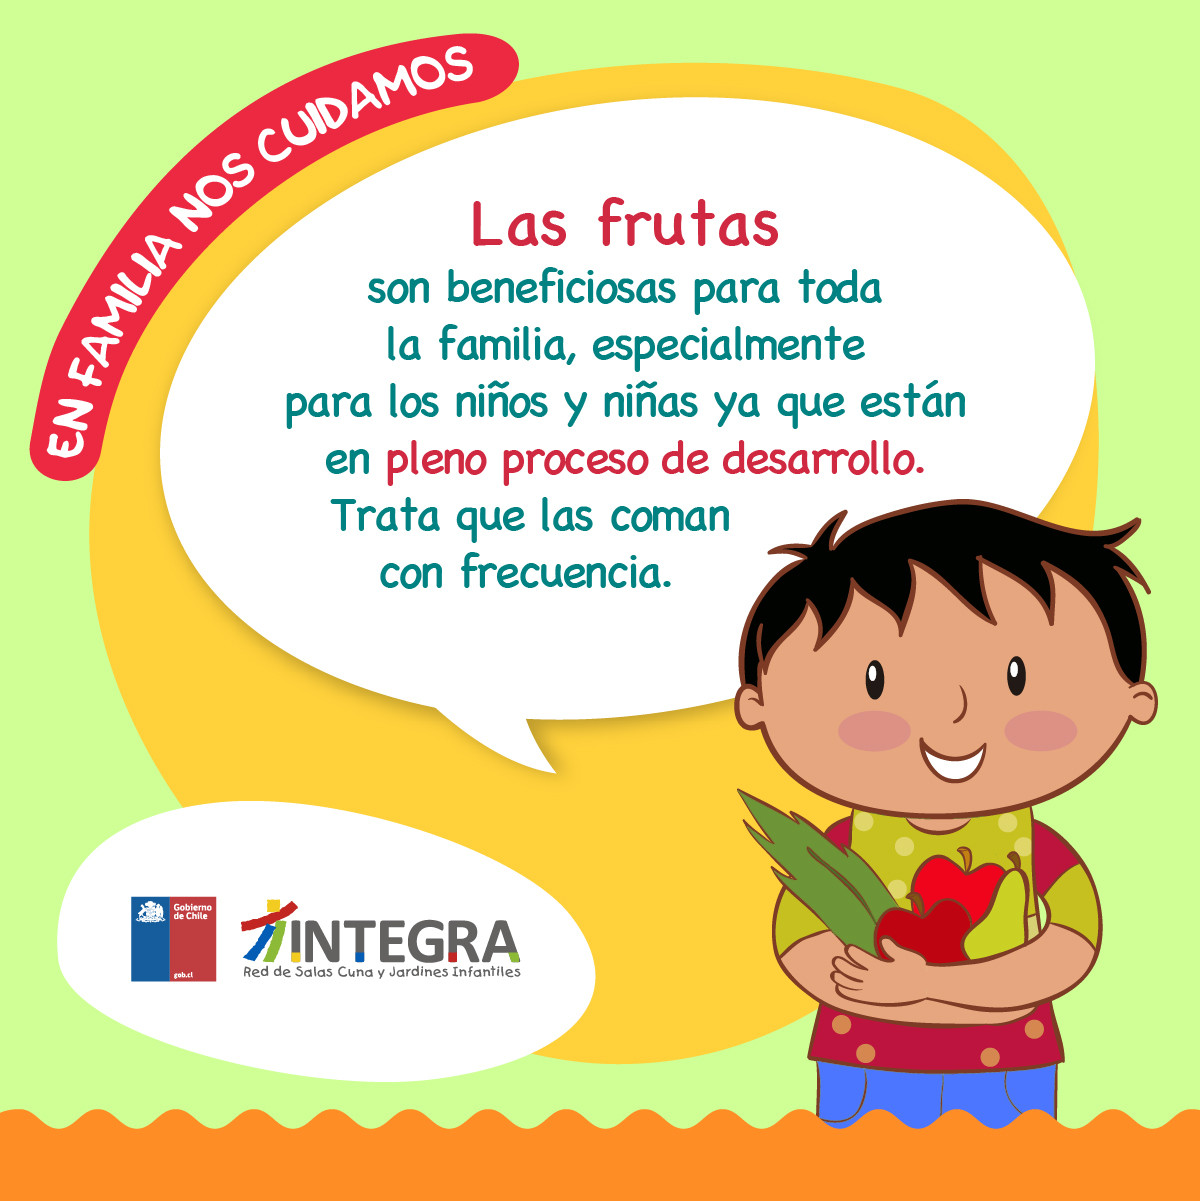 EN FAMILIA NOS CUIDAMOS
Las frutas
son beneficiosas para toda
la familia, especialmente
para los niños y niñas ya que están
en pleno proceso de desarrollo.
Trata que las coman
con frecuencia.
Gobierno
de Chile
gob.cl
INTEGRA
Red de Salas Cuna y Jardines Infantiles